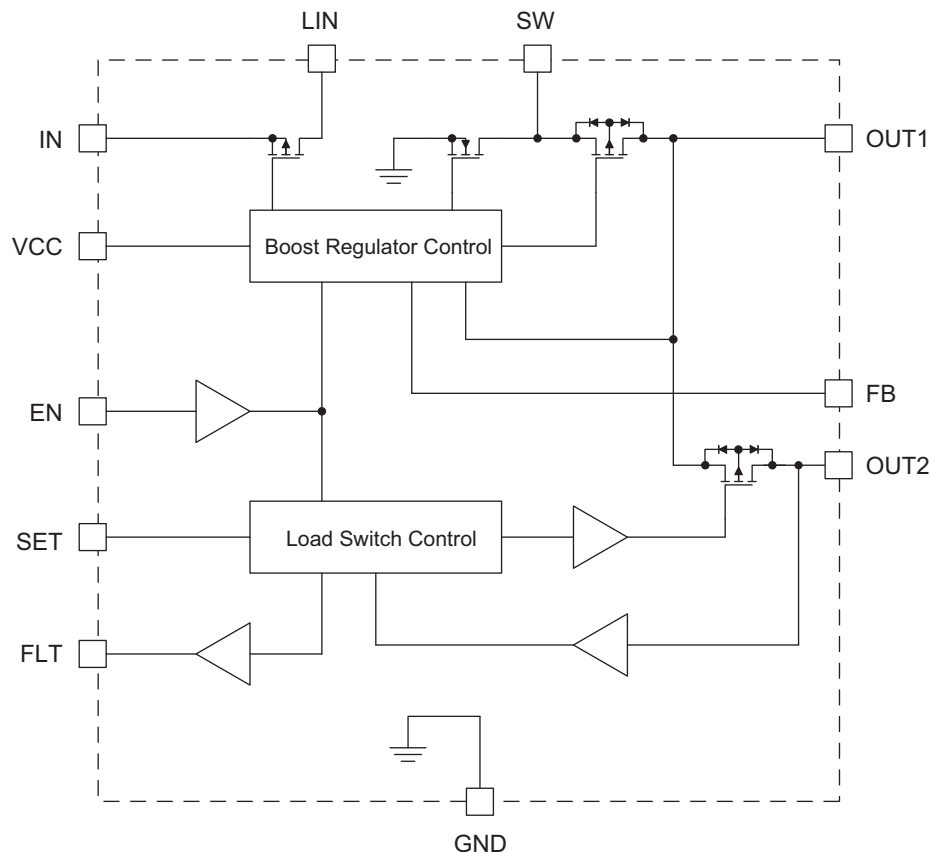 LIN
SW
IN
OUT1
VCC
Boost Regulator Control
EN
FB
OUT2
SET
Load Switch Control
FLT
GND